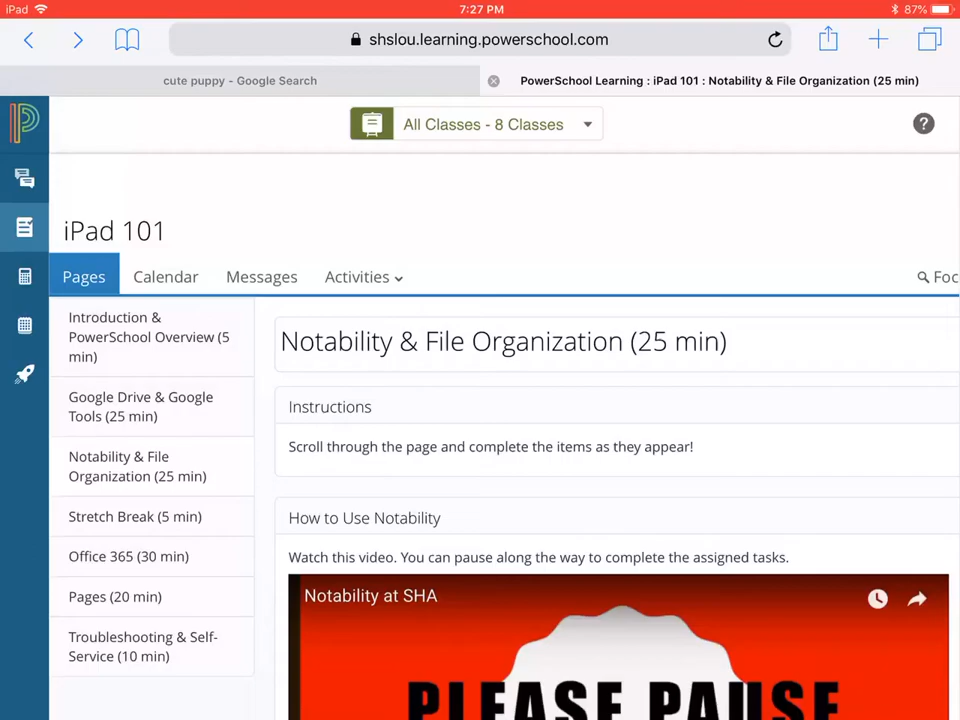 iPad
7:27 PM
87%
shslou.learning.powerschool.com
cute puppy - Google Search
PowerSchool Learning : iPad 101 : Notability & File Organization (25 min)
All Classes - 8 Classes
?
iPad 101
Pages
Calendar
Messages
Activities
Foc
Introduction &
PowerSchool Overview (5
min)
Google Drive & Google
Tools (25 min)
Notability & File
Organization (25 min)
Stretch Break (5 min)
Office 365 (30 min)
Pages (20 min)
Troubleshooting & Self-
Service (10 min)
Notability & File Organization (25 min)
Instructions
Scroll through the page and complete the items as they appear!
How to Use Notability
Watch this video. You can pause along the way to complete the assigned tasks.
Notability at SHA
PLEASE PAUSE